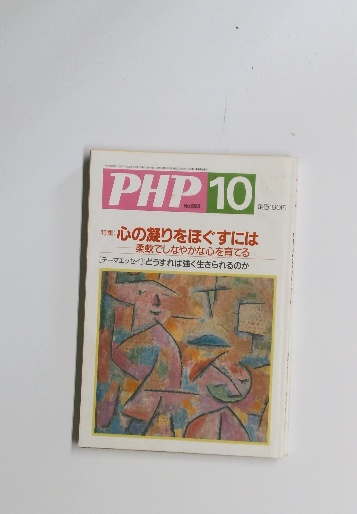 PHP 10
特集 心の凝りをほぐすには
柔軟でしなやかな心を育てる
［テーマエッセイ］どうすれば強く生きられるのか